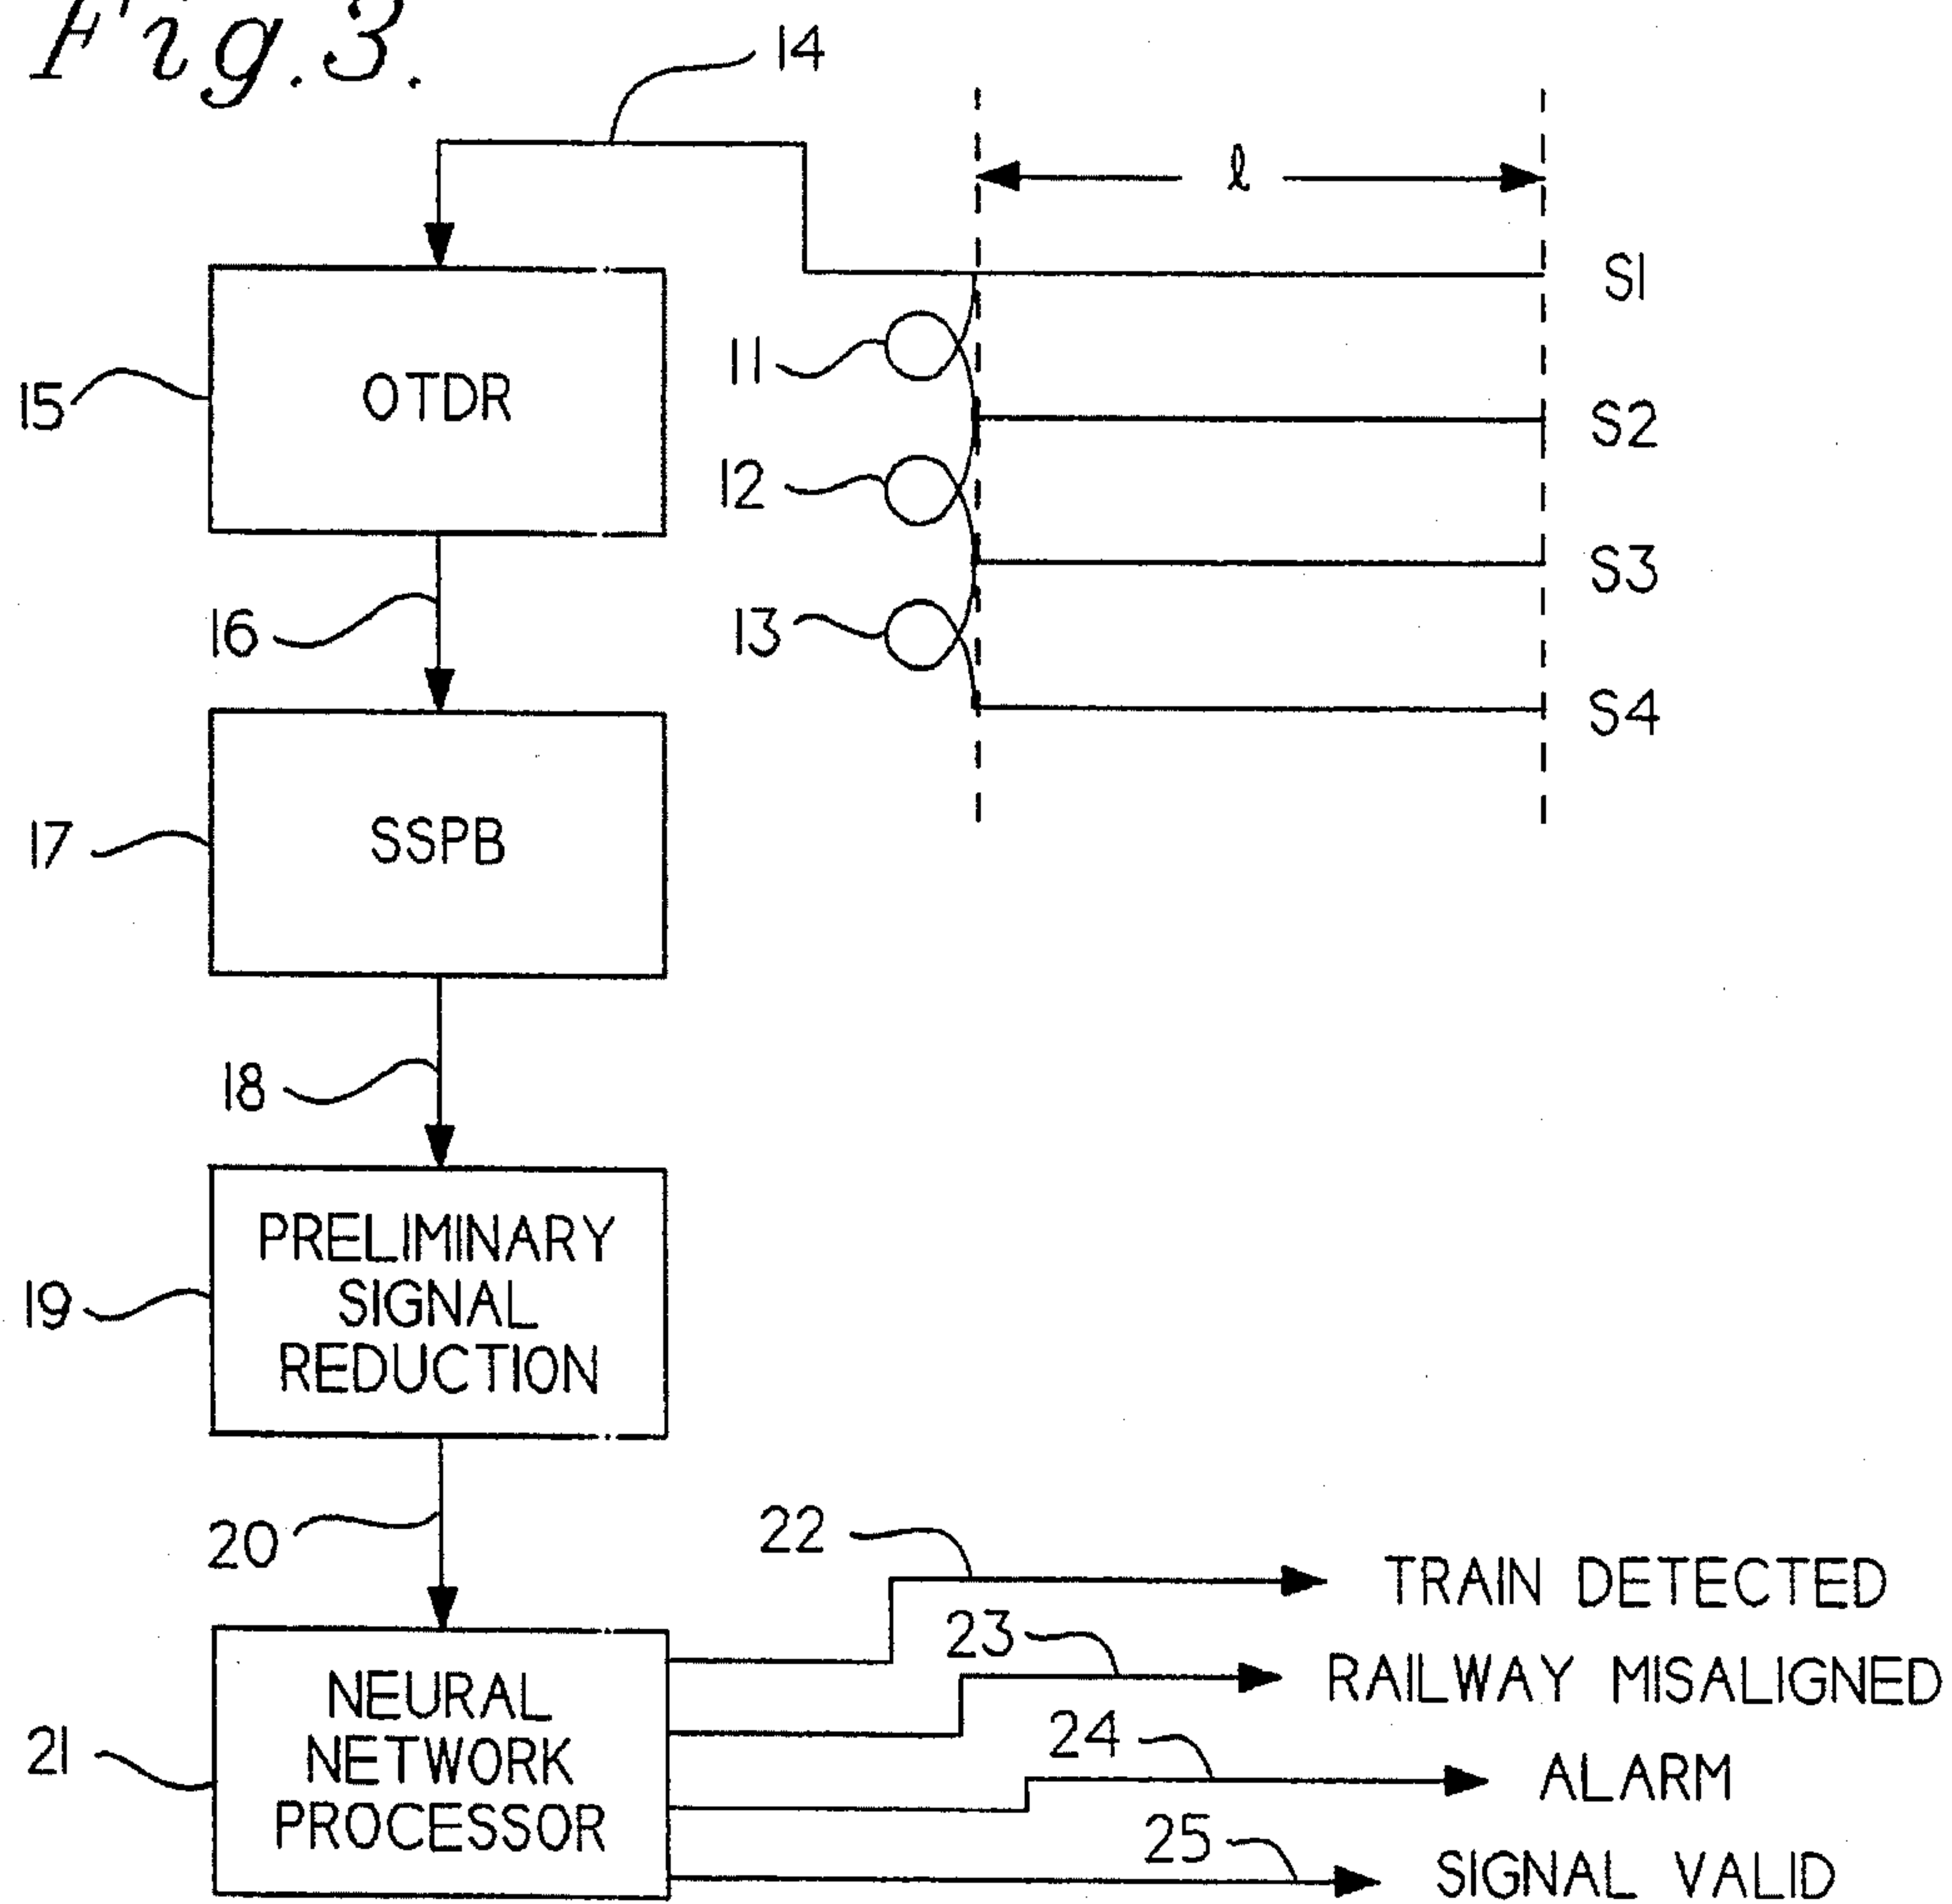 Fig. 3.
14
ℓ
S1
11
15
OTDR
S2
12
S3
16
13
S4
17
SSPB
18
PRELIMINARY
SIGNAL
REDUCTION
19
20
22
TRAIN DETECTED
23
RAILWAY MISALIGNED
21
NEURAL
NETWORK
PROCESSOR
24
ALARM
25
SIGNAL VALID